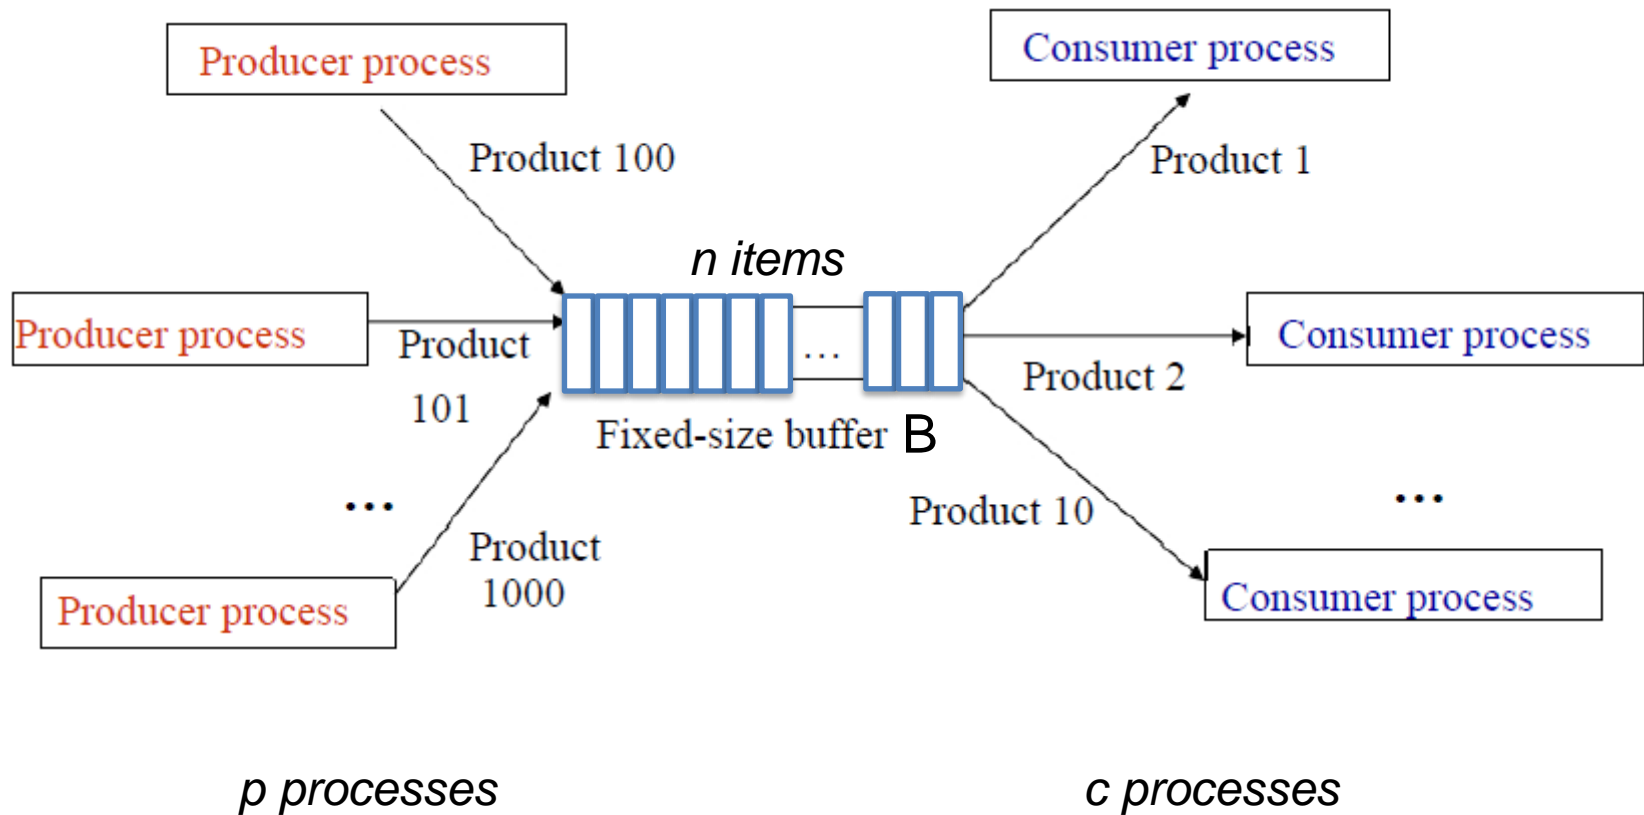 Producer process
Consumer process
Product 100
Product 1
n items
Producer process
Product
101
...
Consumer process
Product 2
Fixed-size buffer B
...
Product 10
...
Product
1000
Producer process
Consumer process
p processes
c processes